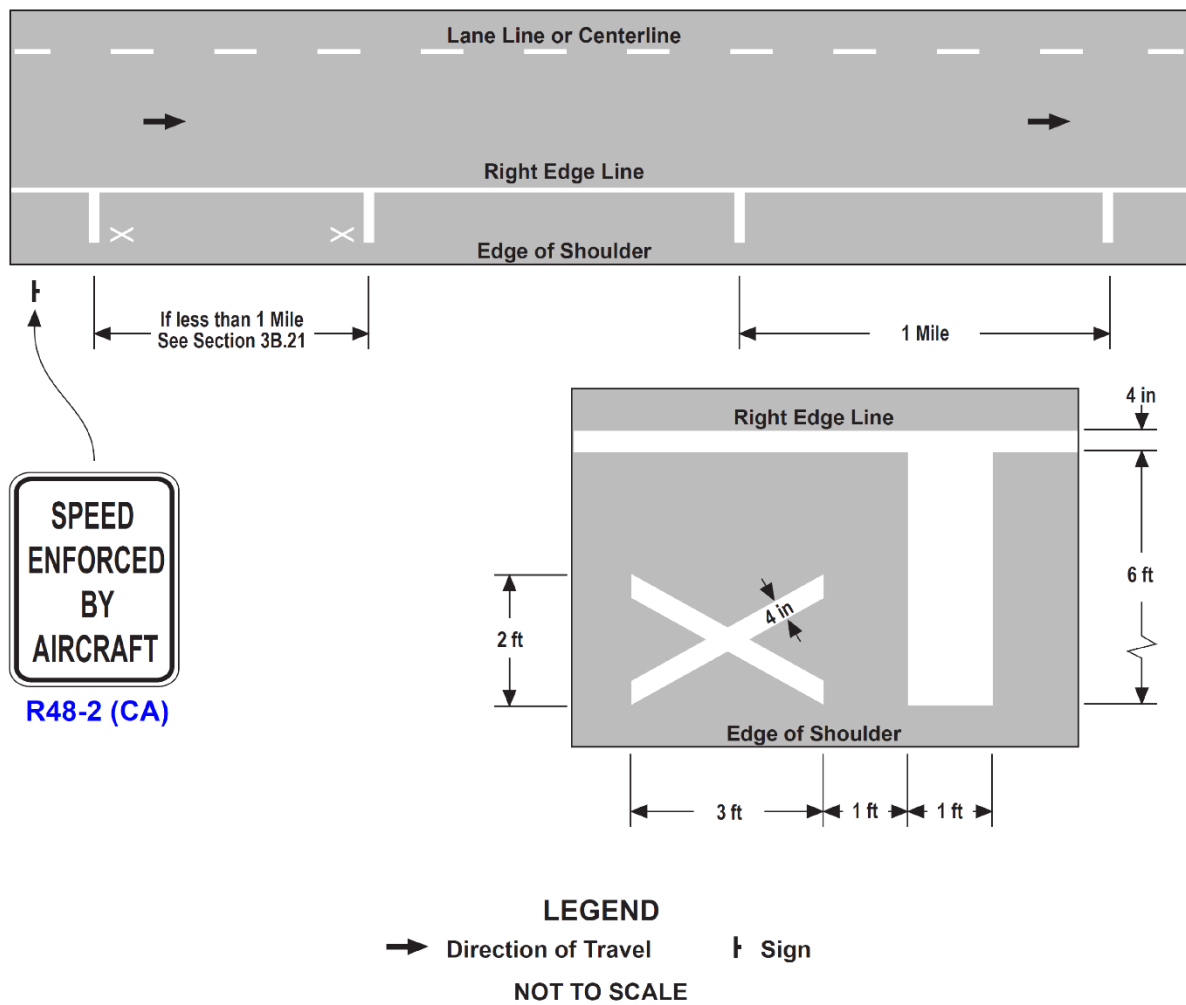 Lane Line or Centerline
Right Edge Line
Edge of Shoulder
If less than 1 Mile
See Section 3B.21
1 Mile
SPEED
ENFORCED
BY
AIRCRAFT
R48-2 (CA)
Right Edge Line
4 in
6 ft
2 ft
4 in
Edge of Shoulder
3 ft
1 ft
1 ft
LEGEND
Direction of Travel
Sign
NOT TO SCALE